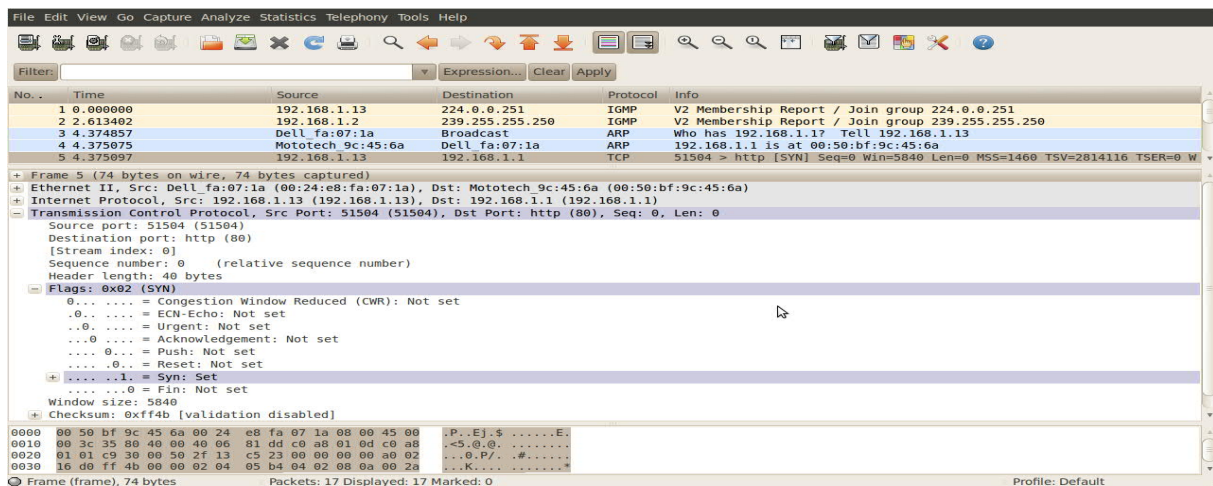 File Edit View Go Capture Analyze Statistics Telephony Tools Help
Filter: Expression... Clear Apply
No. . Time Source Destination Protocol Info
1 0.000000 192.168.1.13 224.0.0.251 IGMP V2 Membership Report / Join group 224.0.0.251
2 2.613402 192.168.1.2 239.255.255.250 IGMP V2 Membership Report / Join group 239.255.255.250
3 4.374857 Dell_fa:07:1a Broadcast ARP Who has 192.168.1.1? Tell 192.168.1.13
4 4.375075 Mototech_9c:45:6a Dell_fa:07:1a ARP 192.168.1.1 is at 00:50:bf:9c:45:6a
5 4.375097 192.168.1.13 192.168.1.1 TCP 51504 > http [SYN] Seq=0 Win=5840 Len=0 MSS=1460 TSV=2814116 TSER=0 W
Frame 5 (74 bytes on wire, 74 bytes captured)
Ethernet II, Src: Dell_fa:07:1a (00:24:e8:fa:07:1a), Dst: Mototech_9c:45:6a (00:50:bf:9c:45:6a)
Internet Protocol, Src: 192.168.1.13 (192.168.1.13), Dst: 192.168.1.1 (192.168.1.1)
Transmission Control Protocol, Src Port: 51504 (51504), Dst Port: http (80), Seq: 0, Len: 0
Source port: 51504 (51504)
Destination port: http (80)
[Stream index: 0]
Sequence number: 0 (relative sequence number)
Header length: 40 bytes
Flags: 0x02 (SYN)
0... .... = Congestion Window Reduced (CWR): Not set
.0.. .... = ECN-Echo: Not set
..0. .... = Urgent: Not set
...0 .... = Acknowledgement: Not set
.... 0... = Push: Not set
.... .0.. = Reset: Not set
.... ..1. = Syn: Set
.... ...0 = Fin: Not set
Window size: 5840
Checksum: 0xff4b [validation disabled]
0000 00 50 bf 9c 45 6a 00 24 e8 fa 07 1a 08 00 45 00 .P..Ej.$ ......E.
0010 00 3c 35 80 40 00 40 06 81 dd c0 a8 01 0d c0 a8 .<5.@.@. ........
0020 01 01 c9 30 00 50 2f 13 c5 23 00 00 00 00 a0 02 ...0.P/. .#......
0030 16 d0 ff 4b 00 00 02 04 05 b4 04 02 08 0a 00 2a ...K.... .......*
Frame (frame), 74 bytes Packets: 17 Displayed: 17 Marked: 0 Profile: Default